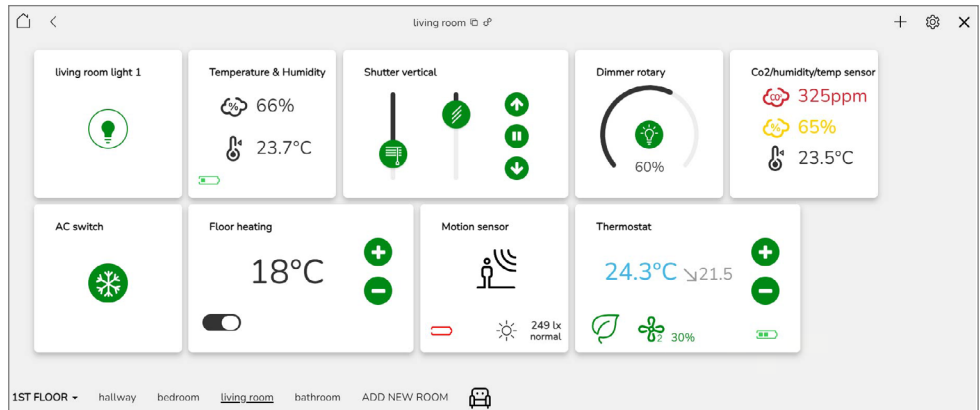 living room
living room light 1
Temperature & Humidity
66%
23.7°C
Shutter vertical
Dimmer rotary
60%
Co2/humidity/temp sensor
CO² 325ppm
% 65%
23.5°C
AC switch
Floor heating
18°C
Motion sensor
249 lx
normal
Thermostat
24.3°C 21.5
2 30%
1ST FLOOR hallway bedroom living room bathroom ADD NEW ROOM